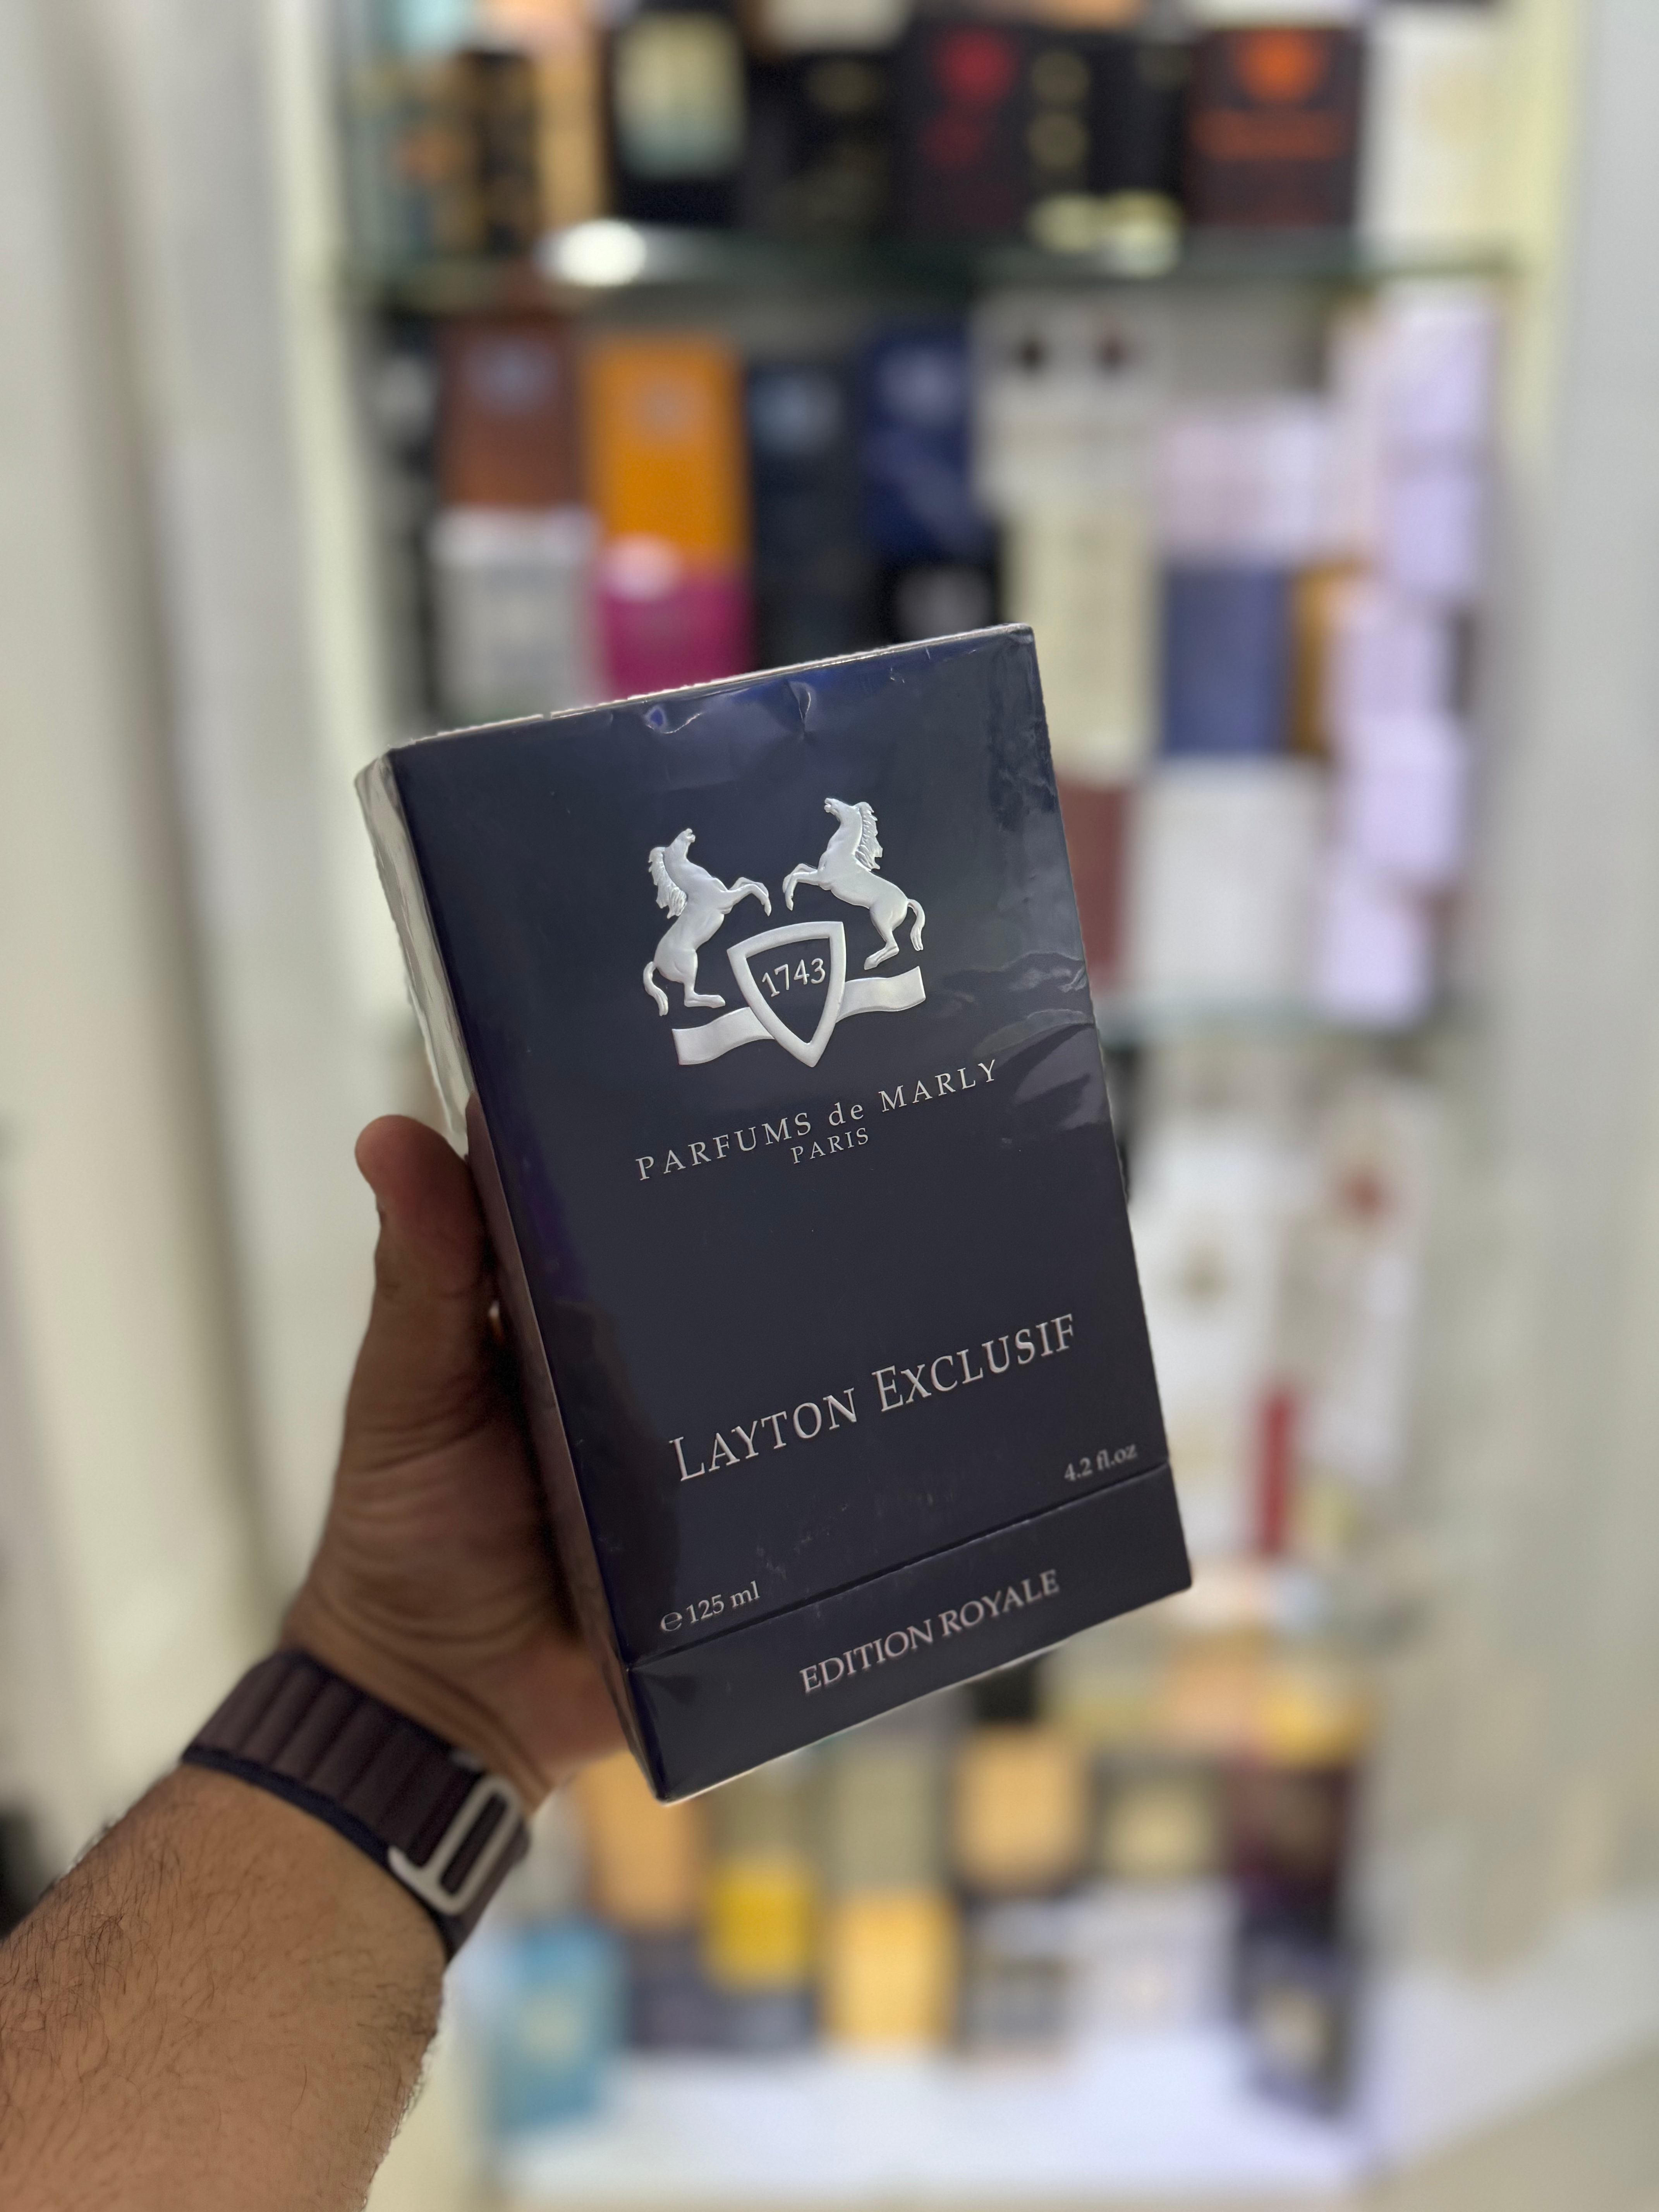 1743
PARFUMS de MARLY
PARIS
LAYTON EXCLUSIF
4.2 fl.oz
℮ 125 ml
EDITION ROYALE